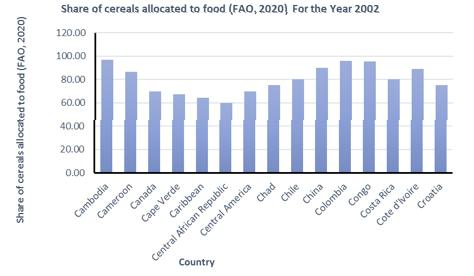 Share of cereals allocated to food (FAO, 2020) For the Year 2002
Share of cereals allocated to food (FAO, 2020)
120.00
100.00
80.00
60.00
40.00
20.00
0.00
Cambodia
Cameroon
Canada
Cape Verde
Caribbean
Central African Republic
Central America
Chad
Chile
China
Colombia
Congo
Costa Rica
Cote d'Ivoire
Croatia
Country